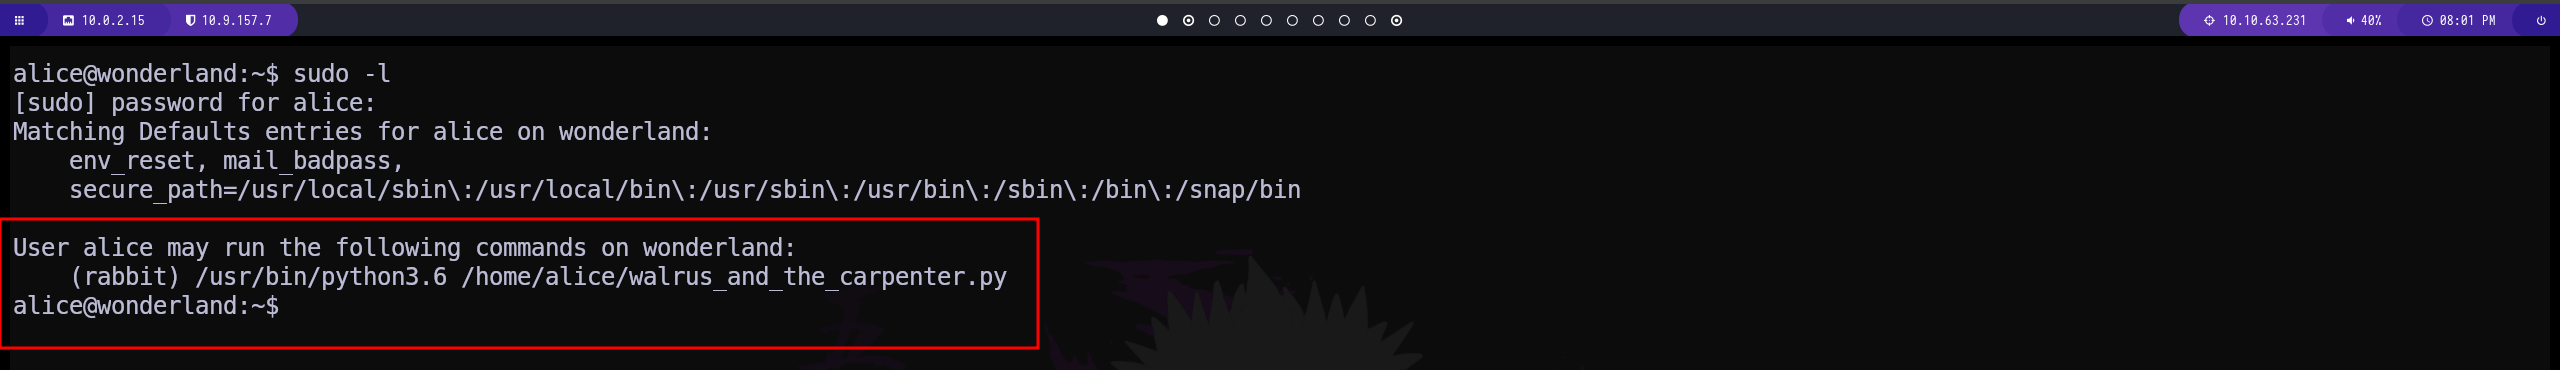 10.0.2.15 10.9.157.7 10.10.63.231 40% 08:01 PM
alice@wonderland:~$ sudo -l
[sudo] password for alice:
Matching Defaults entries for alice on wonderland:
    env_reset, mail_badpass,
    secure_path=/usr/local/sbin\:/usr/local/bin\:/usr/sbin\:/usr/bin\:/sbin\:/bin\:/snap/bin

User alice may run the following commands on wonderland:
    (rabbit) /usr/bin/python3.6 /home/alice/walrus_and_the_carpenter.py
alice@wonderland:~$